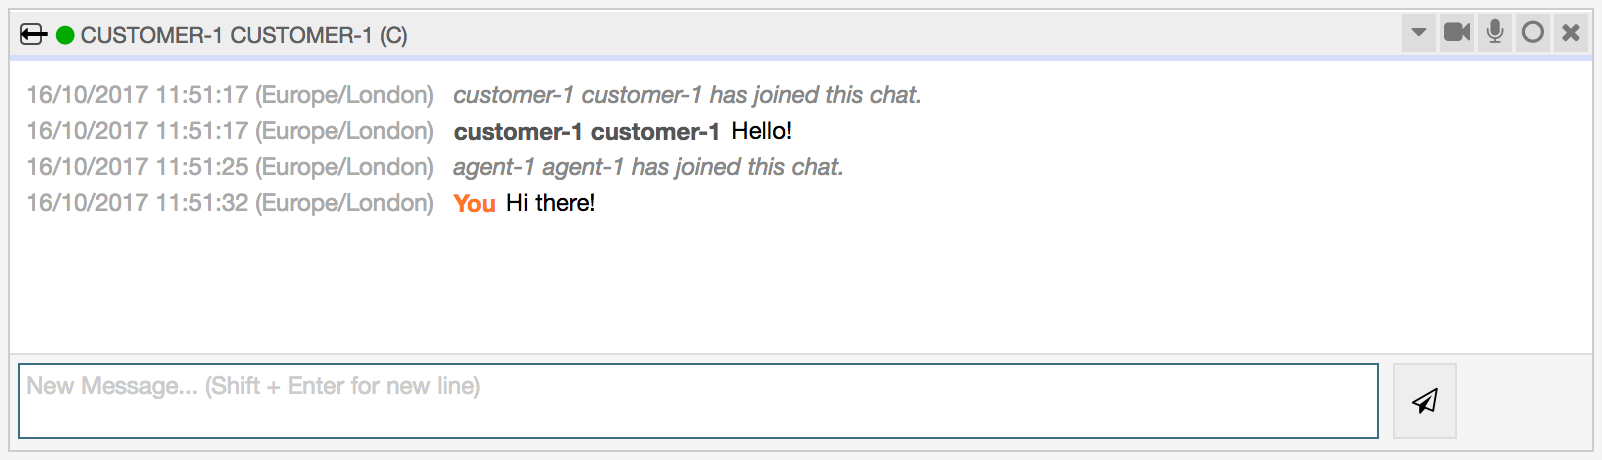 CUSTOMER-1 CUSTOMER-1 (C)
16/10/2017 11:51:17 (Europe/London) customer-1 customer-1 has joined this chat.
16/10/2017 11:51:17 (Europe/London) customer-1 customer-1 Hello!
16/10/2017 11:51:25 (Europe/London) agent-1 agent-1 has joined this chat.
16/10/2017 11:51:32 (Europe/London) You Hi there!
New Message... (Shift + Enter for new line)